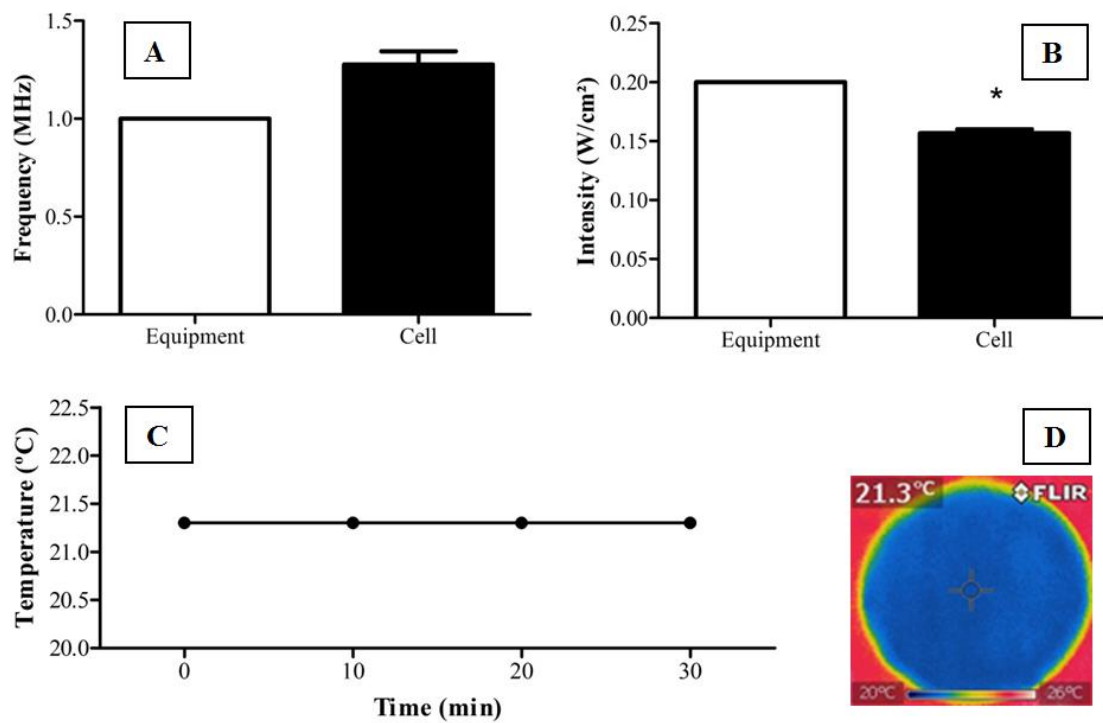 A
Frequency (MHz)
1.5
1.0
0.5
0.0
Equipment
Cell
B
Intensity (W/cm²)
0.25
0.20
0.15
0.10
0.05
0.00
*
Equipment
Cell
C
Temperature (ºC)
22.5
22.0
21.5
21.0
20.5
20.0
0
10
20
30
Time (min)
D
21.3°C
FLIR
20°C
26°C